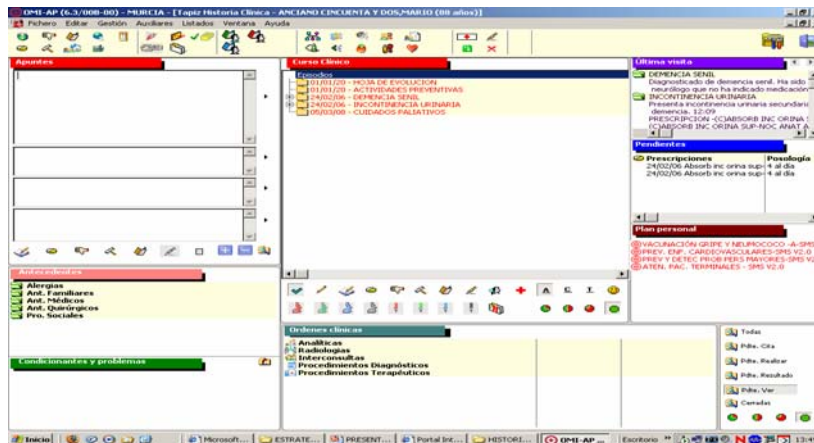 OMI-AP (6.3/008-00) - MURCIA - [Tapiz Historia Clínica - ANCIANO CINCUENTA Y DOS,MARIO (88 años)]
Fichero Editar Gestión Auxiliares Listados Ventana Ayuda
Apuntes
Curso Clínico
Episodios
01/01/20 - HOJA DE EVOLUCION
01/01/20 - ACTIVIDADES PREVENTIVAS
24/02/06 - DEMENCIA SENIL
24/02/06 - INCONTINENCIA URINARIA
05/03/08 - CUIDADOS PALIATIVOS
Última visita
DEMENCIA SENIL
Diagnosticado de demencia senil. Ha sido
neurólogo que no ha indicado medicación
INCONTINENCIA URINARIA
Presenta incontinencia urinaria secundaria
demencia. 12:09
PRESCRIPCION -(C)ABSORB INC ORINA S
(C)ABSORB INC ORINA SUP-NOC ANAT A
Pendientes
Prescripciones Posología
24/02/06 Absorb inc orina sup- 4 al día
24/02/06 Absorb inc orina sup- 4 al día
Plan personal
VACUNACIÓN GRIPE Y NEUMOCOCO -A-SMS
PREV. ENF. CARDIOVASCULARES-SMS V2.0
PREV Y DETEC PROB PERS MAYORES-SMS V2
ATEN. PAC. TERMINALES - SMS V2.0
Antecedentes
Alergias
Ant. Familiares
Ant. Médicos
Ant. Quirúrgicos
Pro. Sociales
Condicionantes y problemas
Ordenes clínicas
Analíticas
Radiologías
Interconsultas
Procedimientos Diagnósticos
Procedimientos Terapéuticos
Todas
Pdte. Cita
Pdte. Realizar
Pdte. Resultado
Pdte. Ver
Cerradas
Inicio Microsoft... ESTRATE... PRESENT... Portal Int... HISTORI... OMI-AP ... Escritorio 13:4